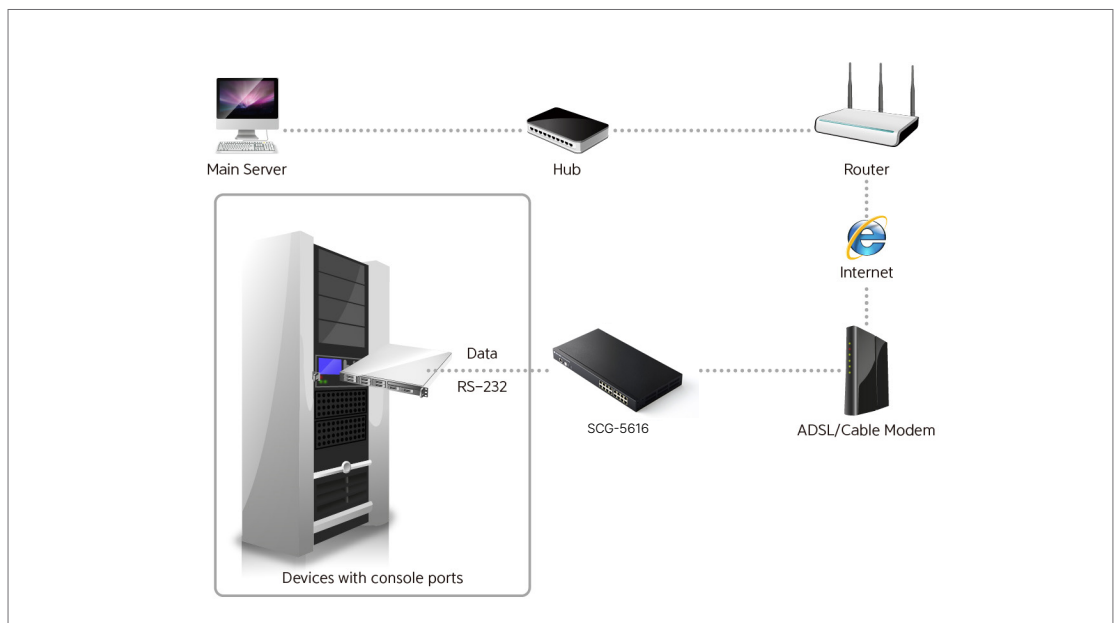 Main Server
Hub
Router
Internet
Data
RS-232
SCG-5616
ADSL/Cable Modem
Devices with console ports